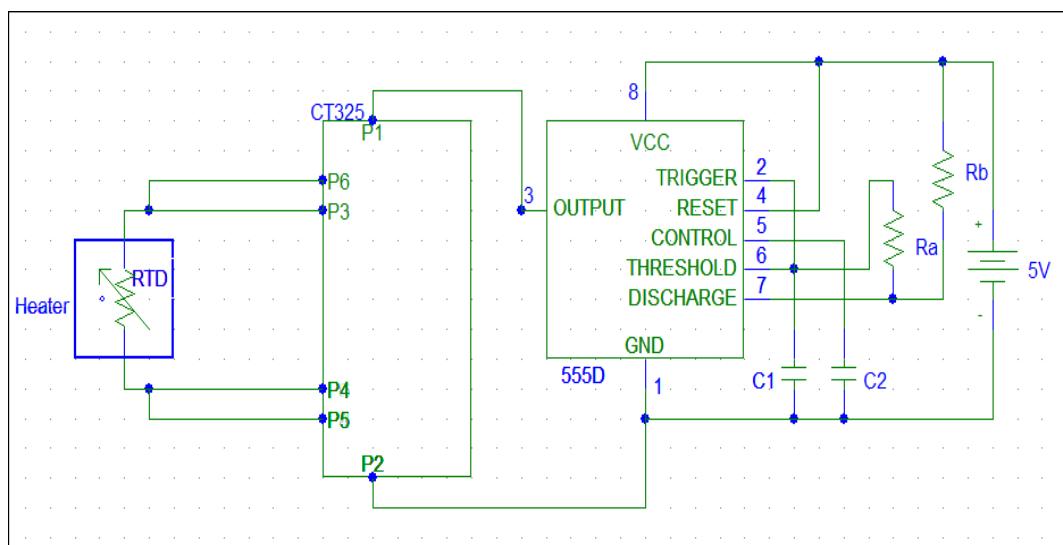 CT325
P1
P6
P3
RTD
Heater
P4
P5
P2
8
VCC
TRIGGER 2
3 OUTPUT
RESET 4
CONTROL 5
THRESHOLD 6
DISCHARGE 7
GND
555D
1
C1
C2
Ra
Rb
+
5V
-